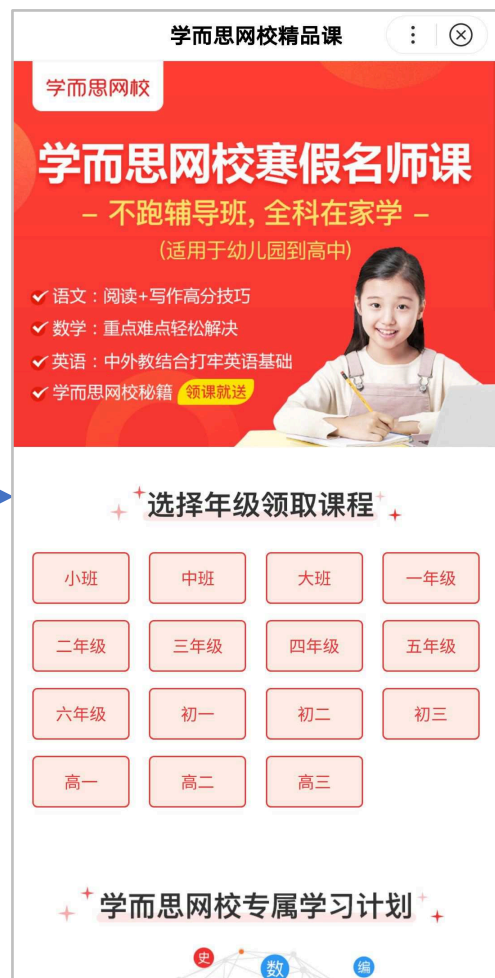 学而思网校精品课
学而思网校
学而思网校寒假名师课
- 不跑辅导班, 全科在家学 -
(适用于幼儿园到高中)
语文：阅读+写作高分技巧
数学：重点难点轻松解决
英语：中外教结合打牢英语基础
学而思网校秘籍 领课就送
选择年级领取课程
小班 中班 大班 一年级
二年级 三年级 四年级 五年级
六年级 初一 初二 初三
高一 高二 高三
学而思网校专属学习计划
史 数 编